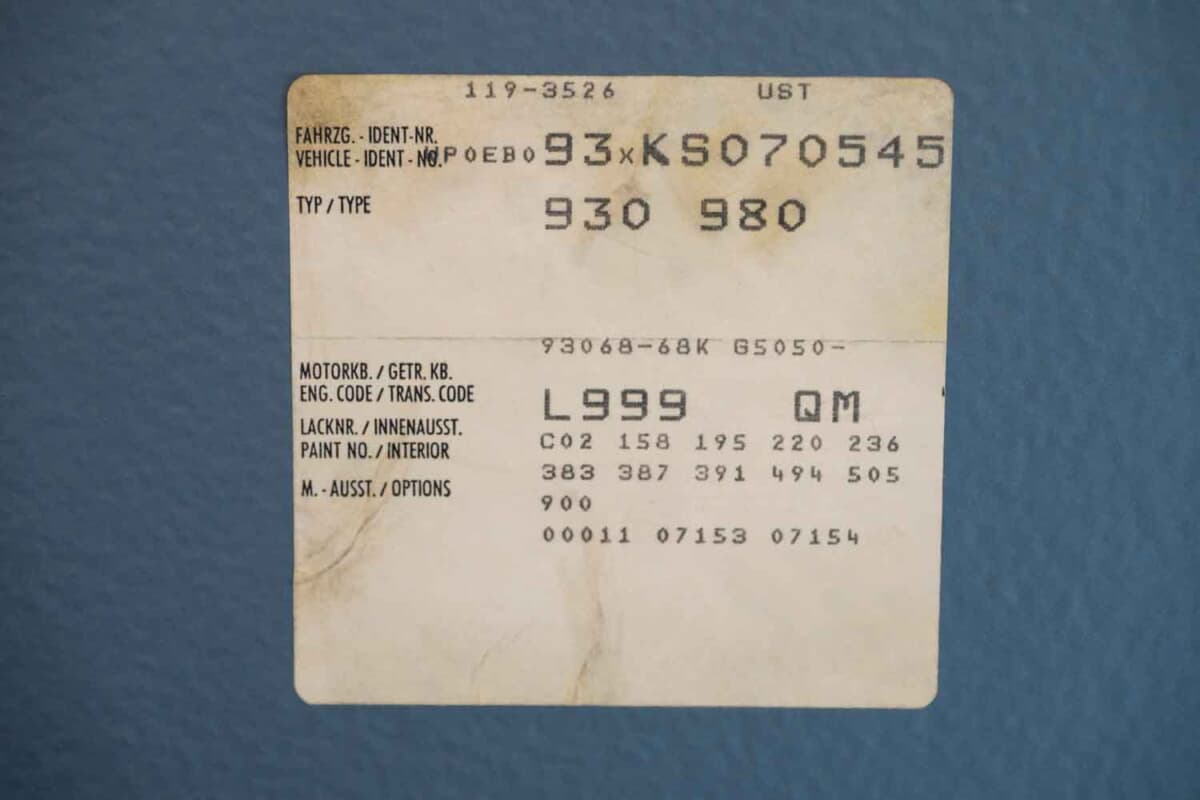 119-3526 UST
FAHRZG. - IDENT-NR.
VEHICLE - IDENT - NO. WP0EB0 93xKS070545
TYP / TYPE 930 980
93068-68K G5050-
MOTORKB. / GETR. KB.
ENG. CODE / TRANS. CODE L999 QM
LACKNR. / INNENAUSST. C02 158 195 220 236
PAINT NO. / INTERIOR 383 387 391 494 505
M. - AUSST. / OPTIONS 900
00011 07153 07154